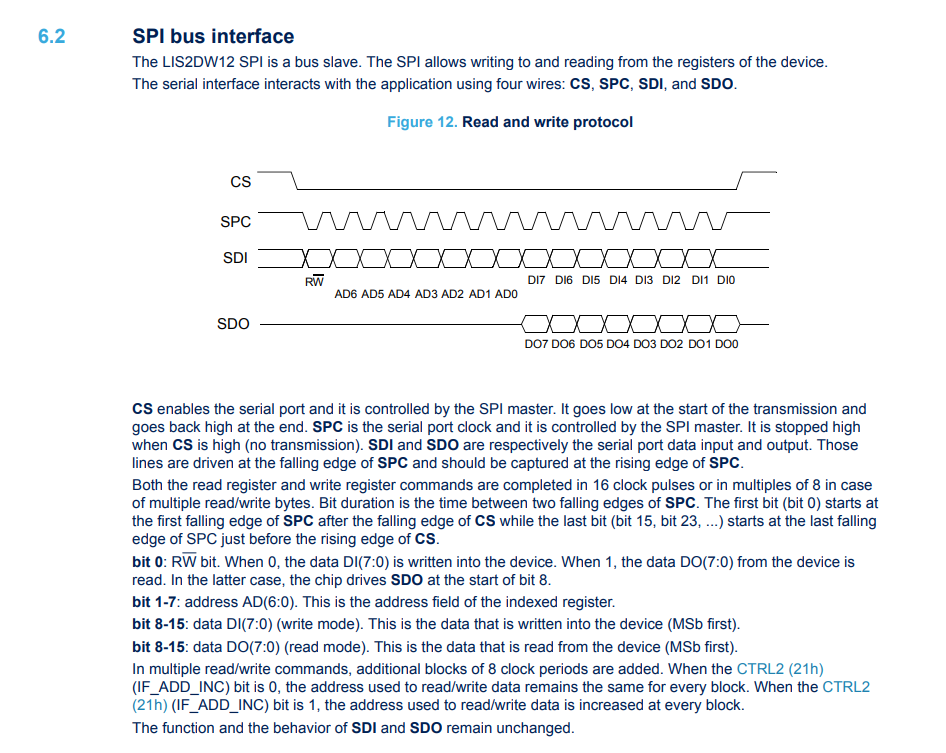 6.2 SPI bus interface
The LIS2DW12 SPI is a bus slave. The SPI allows writing to and reading from the registers of the device.
The serial interface interacts with the application using four wires: CS, SPC, SDI, and SDO.
Figure 12. Read and write protocol
CS
SPC
SDI
RW̅
DI7 DI6 DI5 DI4 DI3 DI2 DI1 DI0
AD6 AD5 AD4 AD3 AD2 AD1 AD0
SDO
DO7 DO6 DO5 DO4 DO3 DO2 DO1 DO0
CS enables the serial port and it is controlled by the SPI master. It goes low at the start of the transmission and
goes back high at the end. SPC is the serial port clock and it is controlled by the SPI master. It is stopped high
when CS is high (no transmission). SDI and SDO are respectively the serial port data input and output. Those
lines are driven at the falling edge of SPC and should be captured at the rising edge of SPC.
Both the read register and write register commands are completed in 16 clock pulses or in multiples of 8 in case
of multiple read/write bytes. Bit duration is the time between two falling edges of SPC. The first bit (bit 0) starts at
the first falling edge of SPC after the falling edge of CS while the last bit (bit 15, bit 23, ...) starts at the last falling
edge of SPC just before the rising edge of CS.
bit 0: RW̅ bit. When 0, the data DI(7:0) is written into the device. When 1, the data DO(7:0) from the device is
read. In the latter case, the chip drives SDO at the start of bit 8.
bit 1-7: address AD(6:0). This is the address field of the indexed register.
bit 8-15: data DI(7:0) (write mode). This is the data that is written into the device (MSb first).
bit 8-15: data DO(7:0) (read mode). This is the data that is read from the device (MSb first).
In multiple read/write commands, additional blocks of 8 clock periods are added. When the CTRL2 (21h)
(IF_ADD_INC) bit is 0, the address used to read/write data remains the same for every block. When the CTRL2
(21h) (IF_ADD_INC) bit is 1, the address used to read/write data is increased at every block.
The function and the behavior of SDI and SDO remain unchanged.